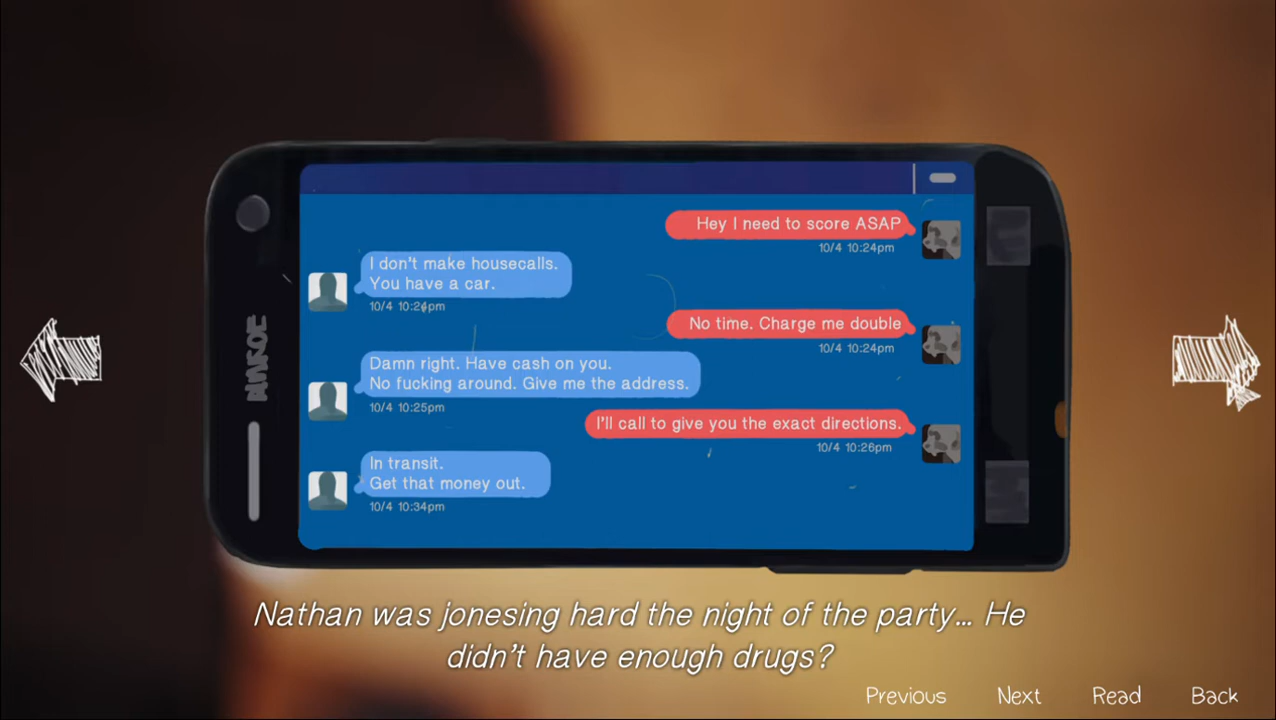 Hey I need to score ASAP
10/4 10:24pm
I don't make housecalls.
You have a car.
10/4 10:24pm
No time. Charge me double
10/4 10:24pm
Damn right. Have cash on you.
No fucking around. Give me the address.
10/4 10:25pm
I'll call to give you the exact directions.
10/4 10:26pm
In transit.
Get that money out.
10/4 10:34pm
Nathan was jonesing hard the night of the party... He
didn't have enough drugs?
Previous Next Read Back